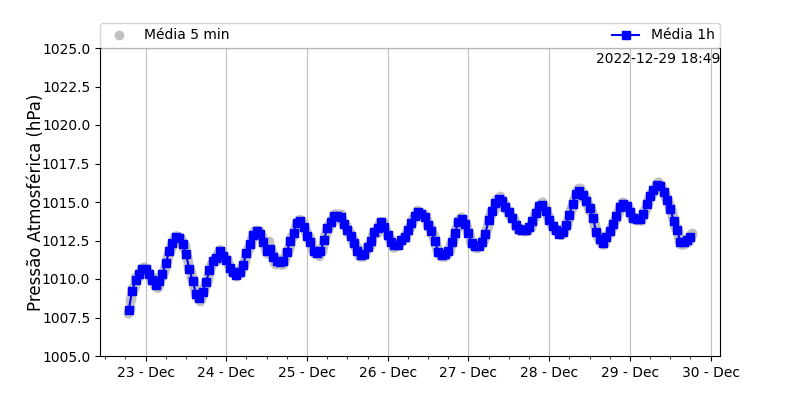 Média 5 min
Média 1h
2022-12-29 18:49
Pressão Atmosférica (hPa)
1025.0
1022.5
1020.0
1017.5
1015.0
1012.5
1010.0
1007.5
1005.0
23 - Dec
24 - Dec
25 - Dec
26 - Dec
27 - Dec
28 - Dec
29 - Dec
30 - Dec